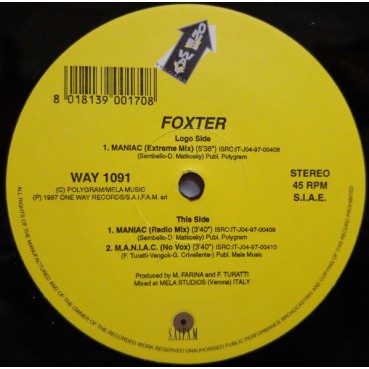 ONE WAY
8 018139 001708
FOXTER
Logo Side
1. MANIAC (Extreme Mix) (5'38") ISRC:IT-J04-97-00408
(Sembello-D. Matkosky) Publ. Polygram
WAY 1091
STEREO
(C) POLYGRAM/MELA MUSIC
45 RPM
(P) 1997 ONE WAY RECORDS/S.A.I.F.A.M. srl
S.I.A.E.
This Side
1. MANIAC (Radio Mix) (3'40") ISRC:IT-J04-97-00409
(Sembello-D. Matkosky) Publ. Polygram
2. M.A.N.I.A.C. (No Vox) (3'40") ISRC:IT-J04-97-00410
(F. Turatti-Vangok-G. Crivellente) Publ. Mela Music
Produced by M. FARINA and F. TURATTI
Mixed at MELA STUDIOS (Verona) ITALY
SAIFAM
ALL RIGHTS OF THE MANUFACTURER AND OF THE OWNER OF THE RECORDED WORK RESERVED UNAUTHORISED PUBLIC PERFORMANCE BROADCASTING AND COPYING OF THIS RECORD PROHIBITED